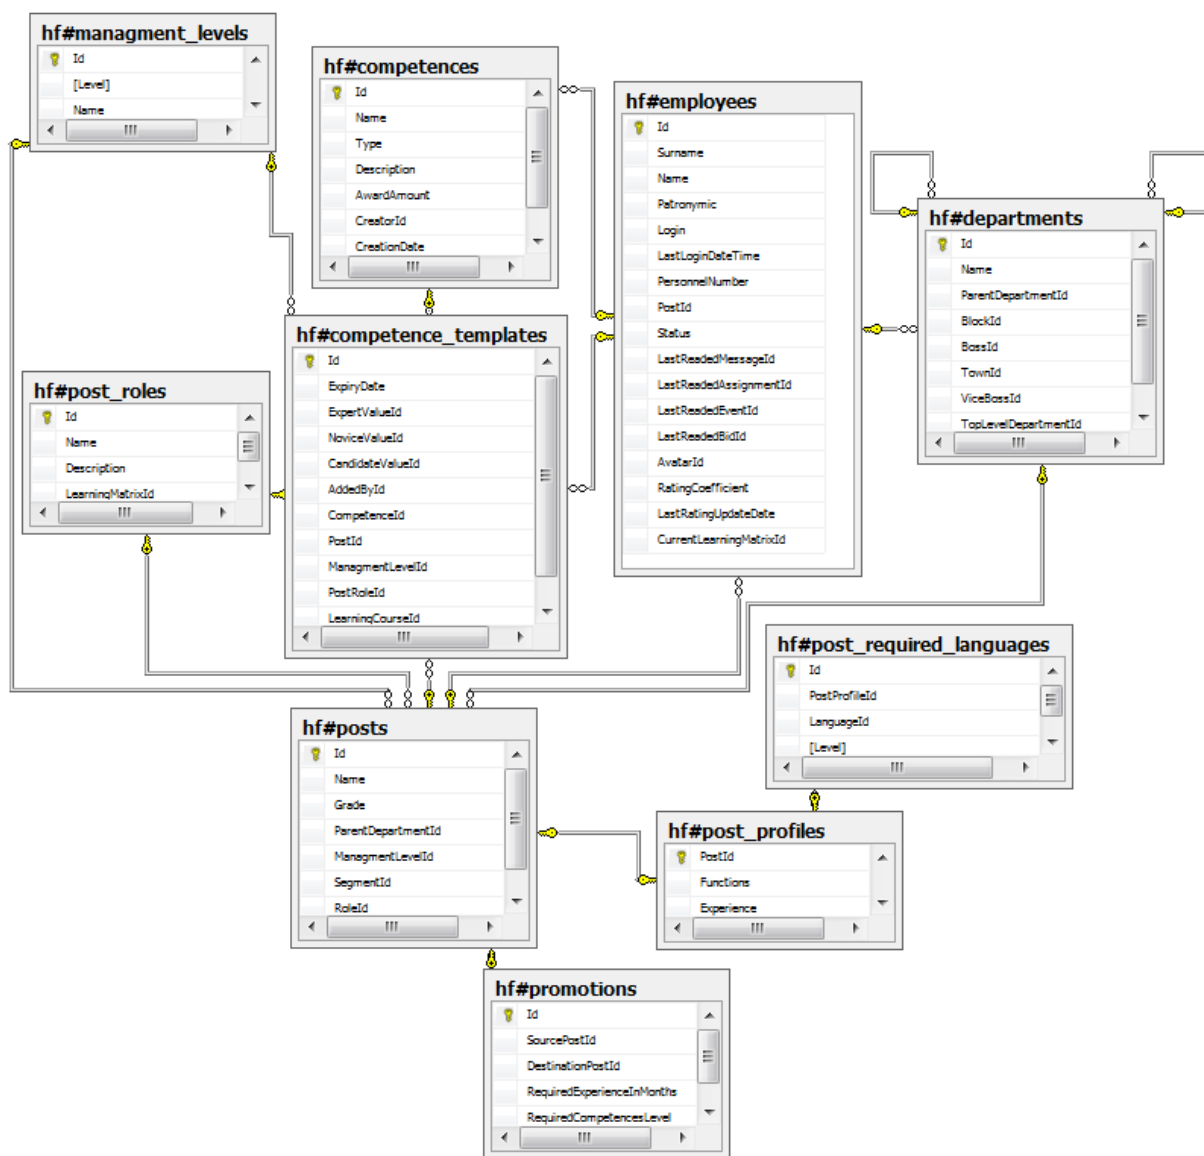 hf#managment_levels
Id
[Level]
Name
hf#competences
Id
Name
Type
Description
AwardAmount
CreatorId
CreationDate
hf#employees
Id
Surname
Name
Patronymic
Login
LastLoginDateTime
PersonnelNumber
PostId
Status
LastReadedMessageId
LastReadedAssignmentId
LastReadedEventId
LastReadedBidId
AvatarId
RatingCoefficient
LastRatingUpdateDate
CurrentLearningMatrixId
hf#departments
Id
Name
ParentDepartmentId
BlockId
BossId
TownId
ViceBossId
TopLevelDepartmentId
hf#competence_templates
Id
ExpiryDate
ExpertValueId
NoviceValueId
CandidateValueId
AddedById
CompetenceId
PostId
ManagmentLevelId
PostRoleId
LearningCourseId
hf#post_roles
Id
Name
Description
LearningMatrixId
hf#post_required_languages
Id
PostProfileId
LanguageId
[Level]
hf#posts
Id
Name
Grade
ParentDepartmentId
ManagmentLevelId
SegmentId
RoleId
hf#post_profiles
PostId
Functions
Experience
hf#promotions
Id
SourcePostId
DestinationPostId
RequiredExperienceInMonths
RequiredCompetencesLevel